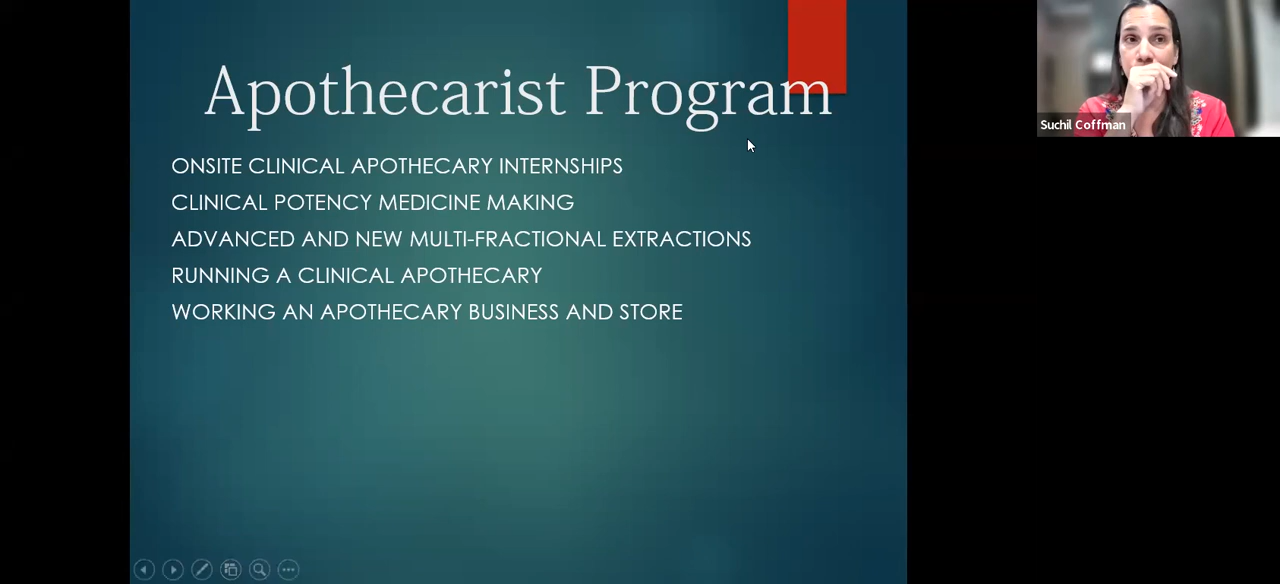 Apothecarist Program
ONSITE CLINICAL APOTHECARY INTERNSHIPS
CLINICAL POTENCY MEDICINE MAKING
ADVANCED AND NEW MULTI-FRACTIONAL EXTRACTIONS
RUNNING A CLINICAL APOTHECARY
WORKING AN APOTHECARY BUSINESS AND STORE
Suchil Coffman